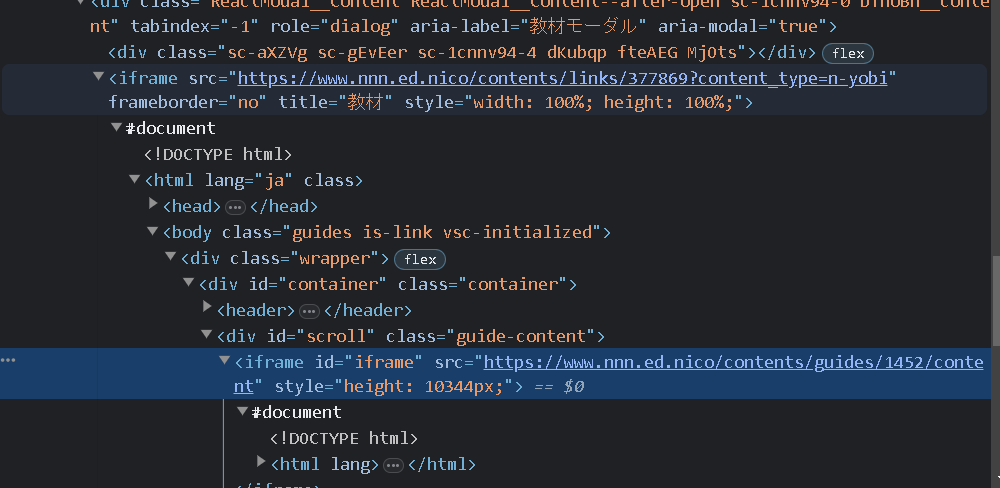 <div class="ReactModal__Content ReactModal__Content--after-open sc-1cnnv94-0 __conte
nt" tabindex="-1" role="dialog" aria-label="教材モーダル" aria-modal="true">
<div class="sc-aXZVg sc-gEvEer sc-1cnnv94-4 dKubqp fteAEG MjOts"></div> flex
<iframe src="https://www.nnn.ed.nico/contents/links/377869?content_type=n-yobi"
frameborder="no" title="教材" style="width: 100%; height: 100%;">
#document
<!DOCTYPE html>
<html lang="ja" class>
<head>…</head>
<body class="guides is-link vsc-initialized">
<div class="wrapper"> flex
<div id="container" class="container">
<header>…</header>
<div id="scroll" class="guide-content">
… <iframe id="iframe" src="https://www.nnn.ed.nico/contents/guides/1452/conte
nt" style="height: 10344px;"> == $0
#document
<!DOCTYPE html>
<html lang>…</html>
</iframe>